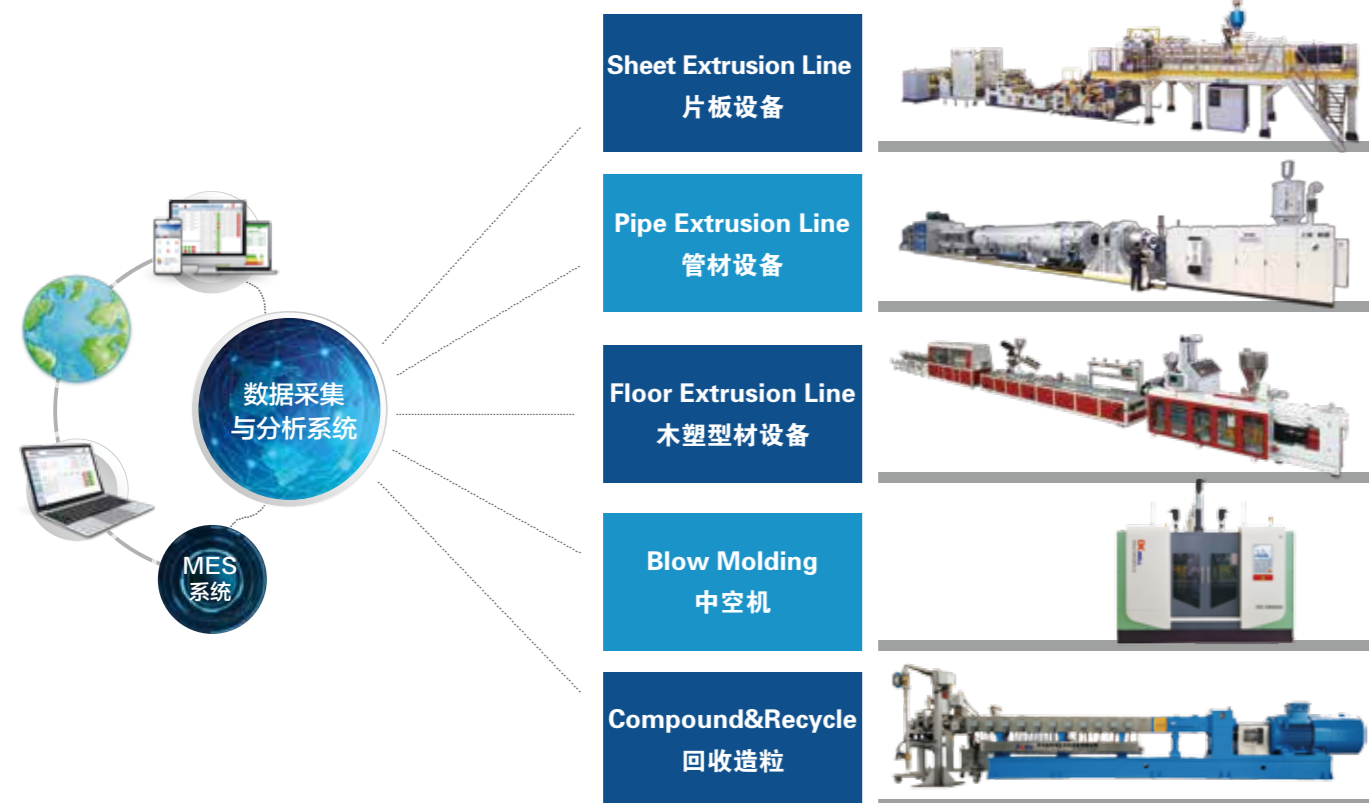 数据采集
与分析系统
MES
系统
Sheet Extrusion Line
片板设备
Pipe Extrusion Line
管材设备
Floor Extrusion Line
木塑型材设备
Blow Molding
中空机
Compound&Recycle
回收造粒